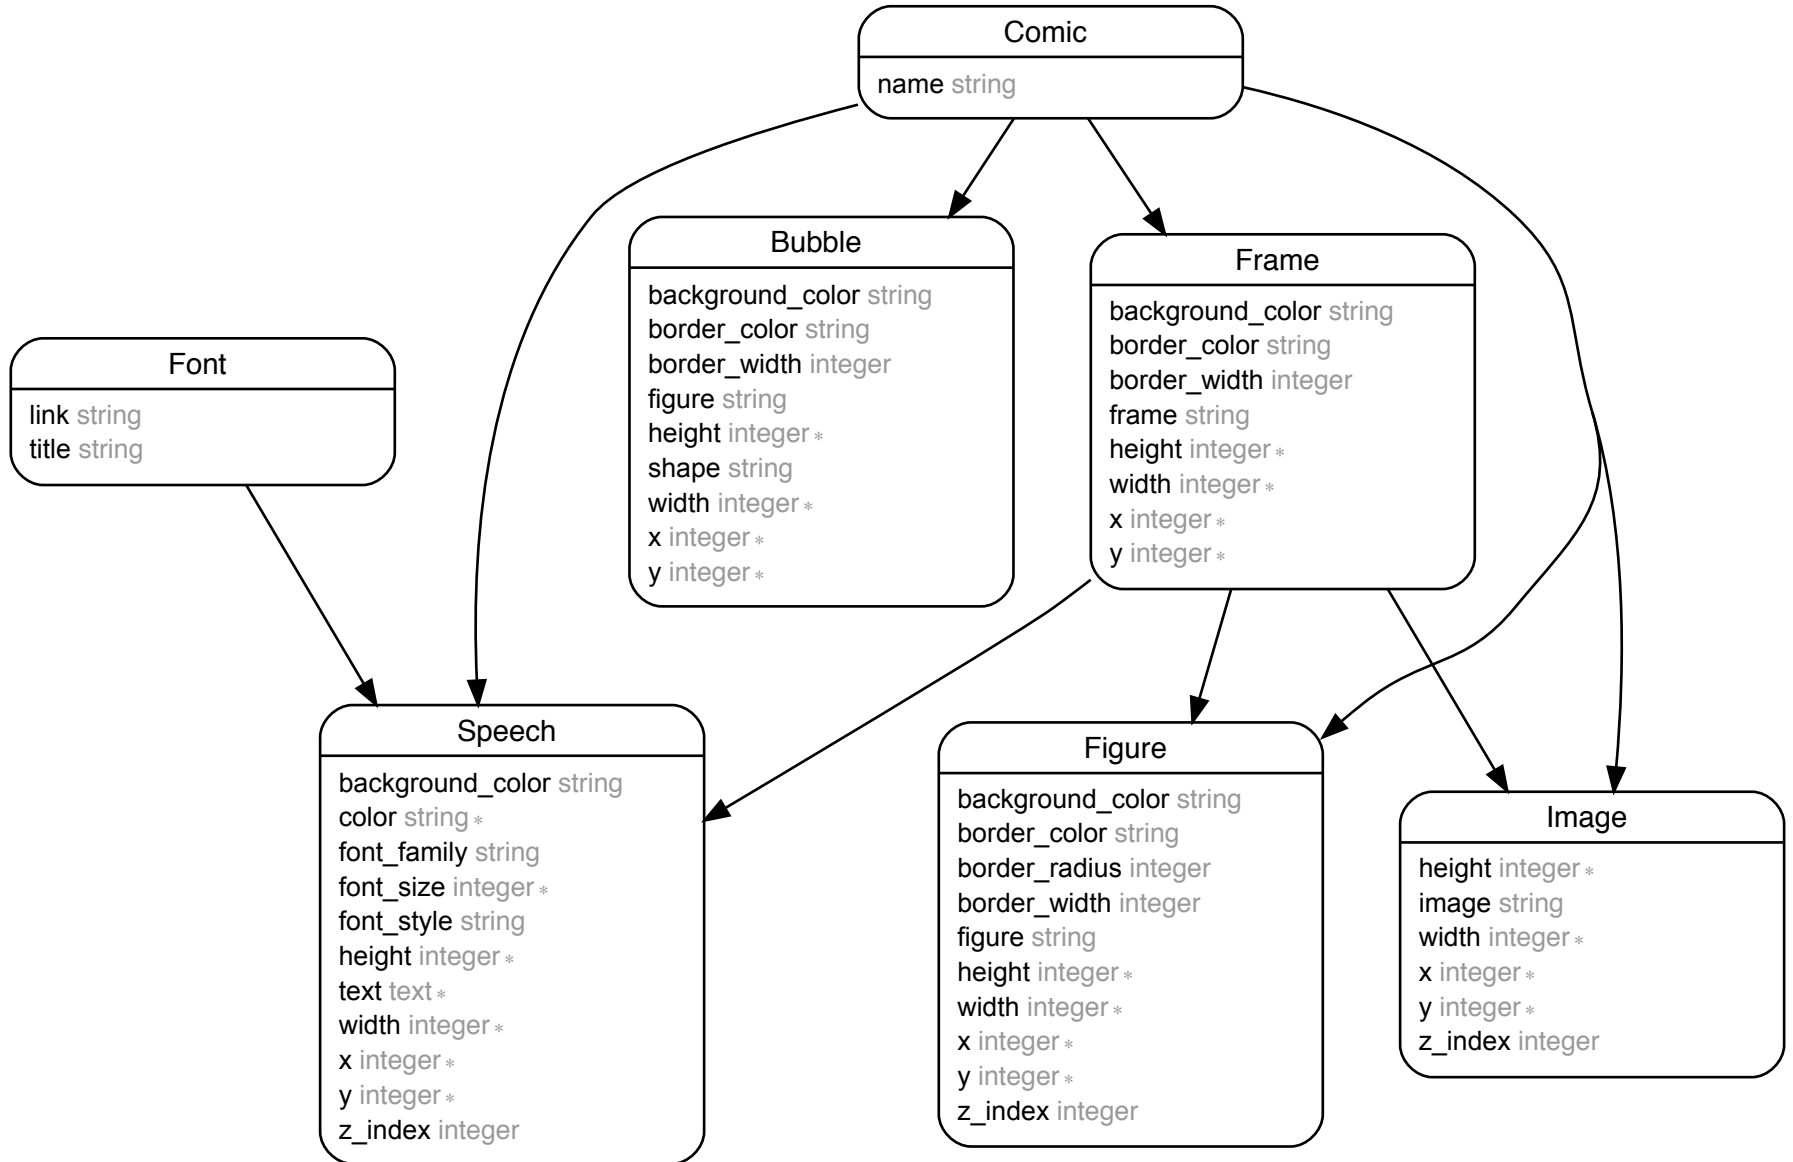 Comic
name string
Bubble
background_color string
border_color string
border_width integer
figure string
height integer *
shape string
width integer *
x integer *
y integer *
Frame
background_color string
border_color string
border_width integer
frame string
height integer *
width integer *
x integer *
y integer *
Font
link string
title string
Speech
background_color string
color string *
font_family string
font_size integer *
font_style string
height integer *
text text *
width integer *
x integer *
y integer *
z_index integer
Figure
background_color string
border_color string
border_radius integer
border_width integer
figure string
height integer *
width integer *
x integer *
y integer *
z_index integer
Image
height integer *
image string
width integer *
x integer *
y integer *
z_index integer